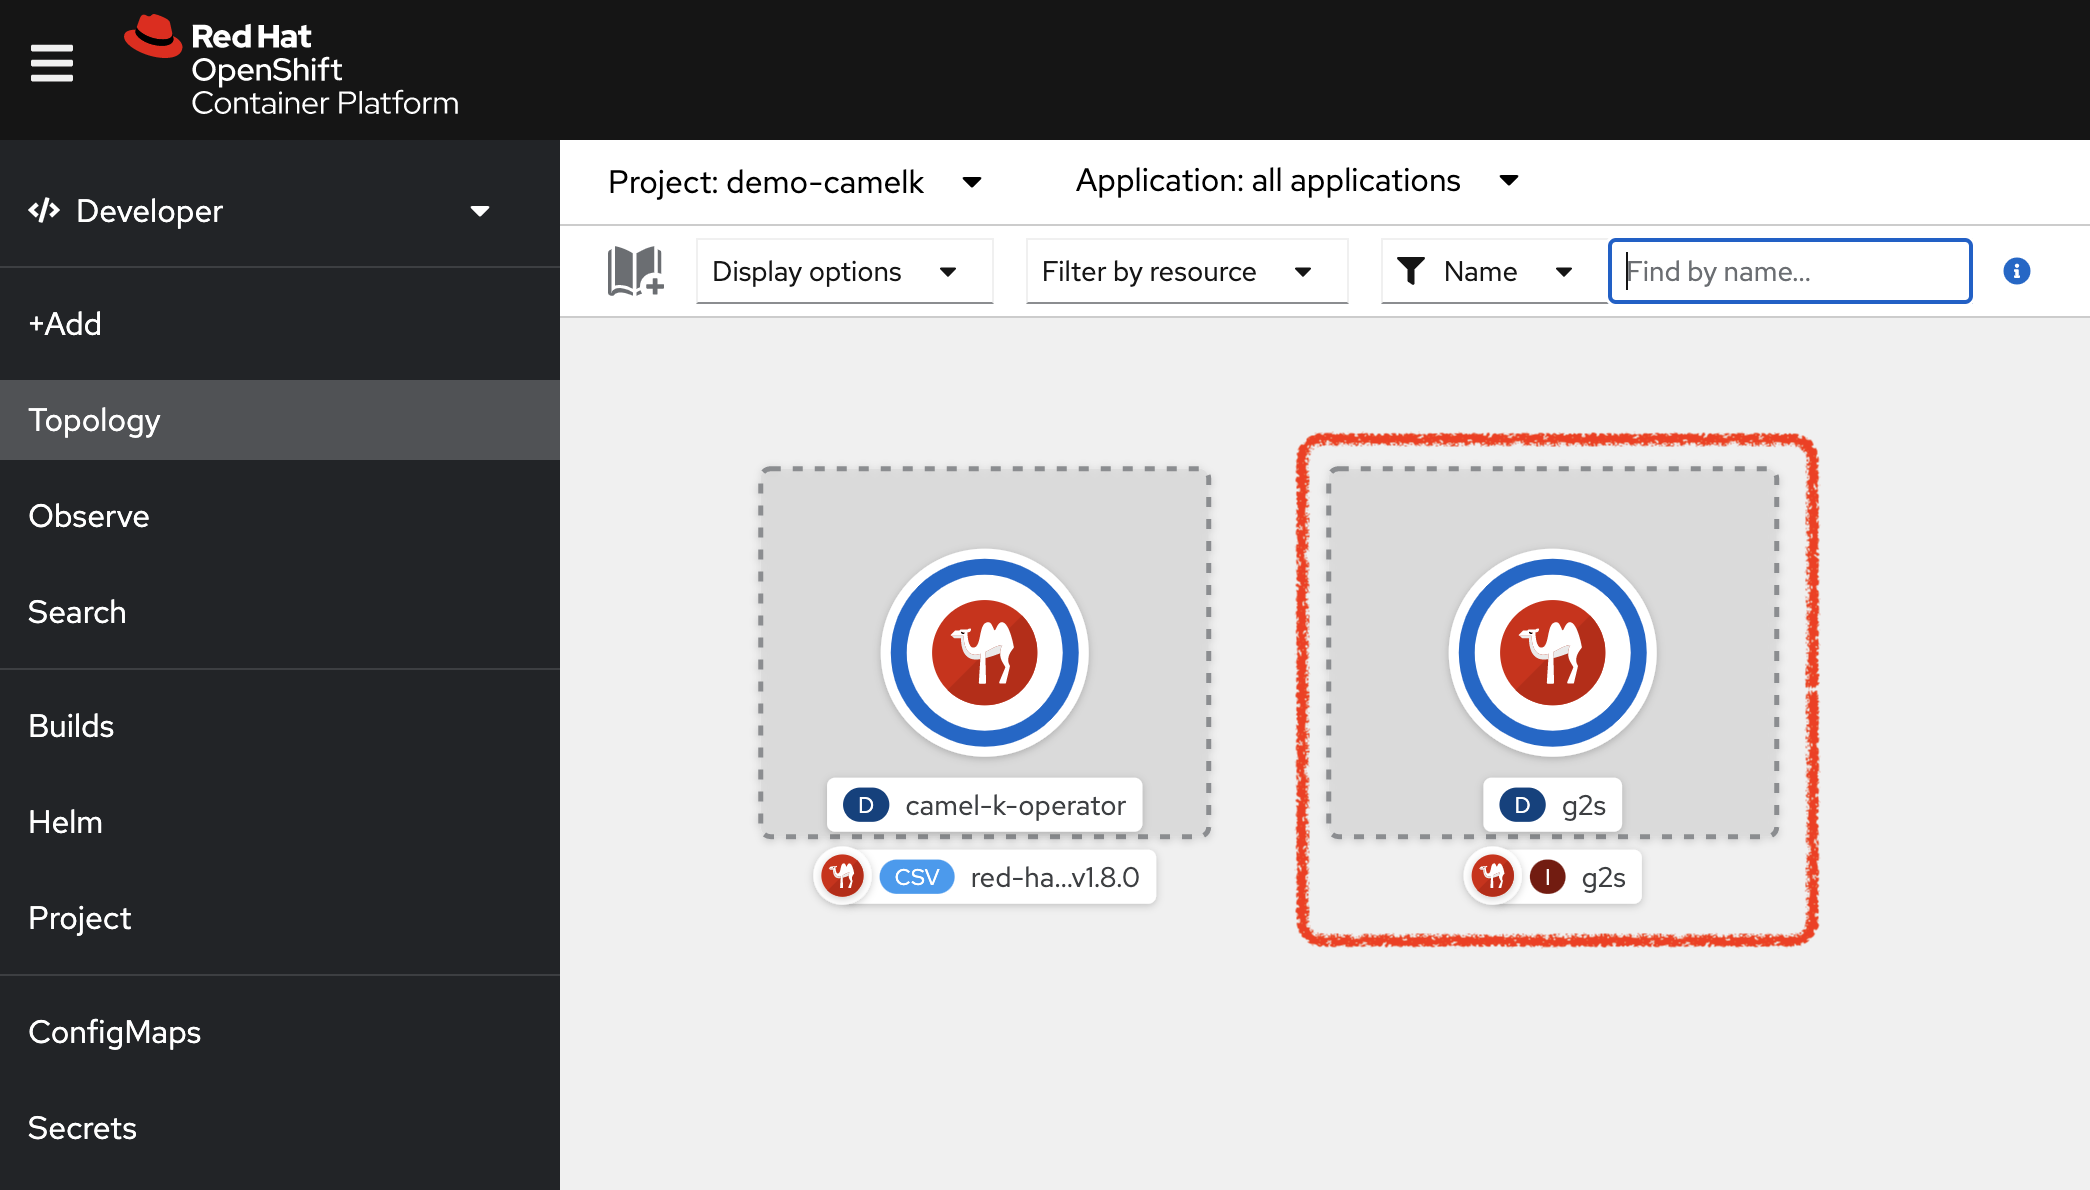 Red Hat
OpenShift
Container Platform
Project: demo-camelk
Application: all applications
Developer
Display options
Filter by resource
Name
Find by name...
+Add
Topology
Observe
Search
Builds
Helm
Project
ConfigMaps
Secrets
D camel-k-operator
CSV red-ha...v1.8.0
D g2s
I g2s